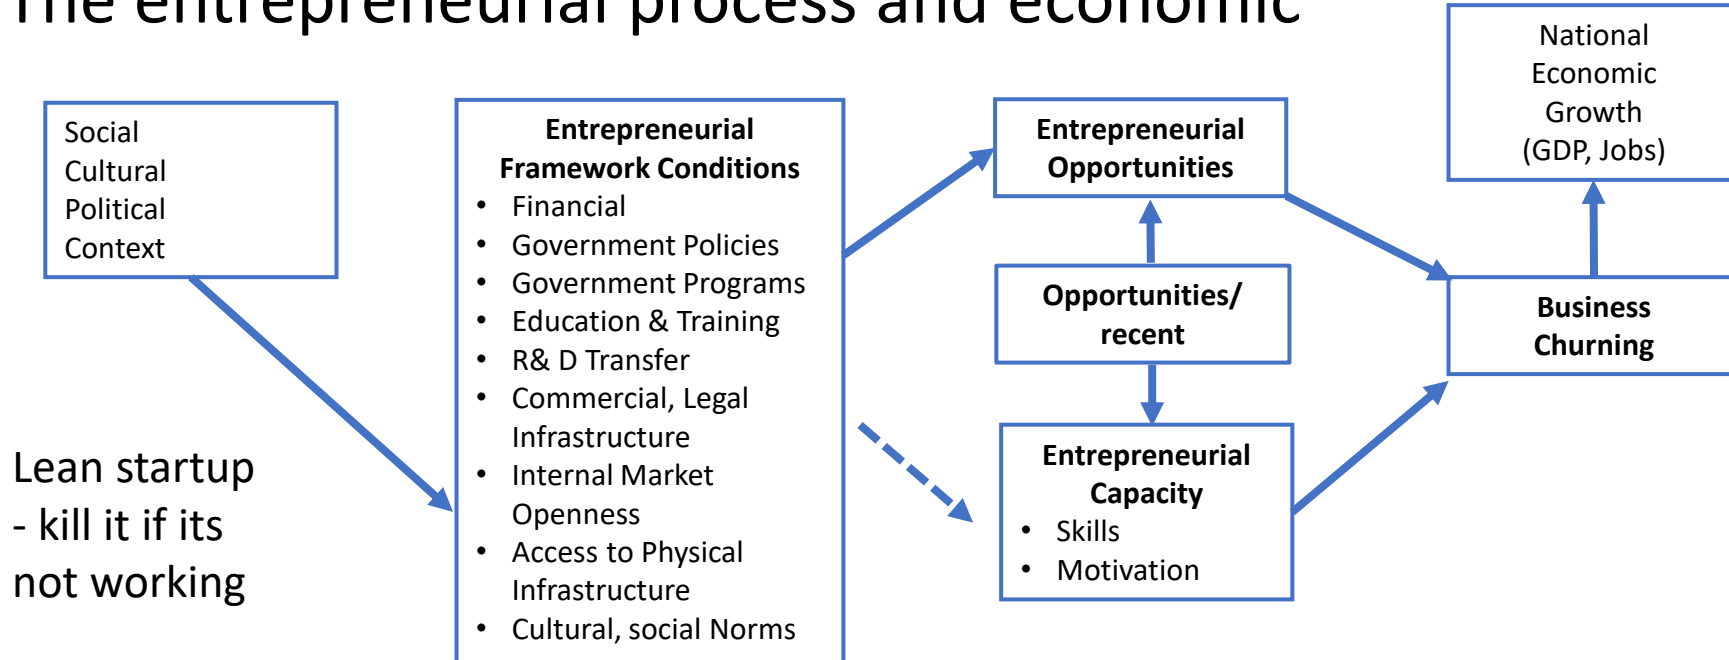 The entrepreneurial process and economic
Social
Cultural
Political
Context
Lean startup
- kill it if its
not working
Entrepreneurial
Framework Conditions
• Financial
• Government Policies
• Government Programs
• Education & Training
• R& D Transfer
• Commercial, Legal
Infrastructure
• Internal Market
Openness
• Access to Physical
Infrastructure
• Cultural, social Norms
Entrepreneurial
Opportunities
Opportunities/
recent
Entrepreneurial
Capacity
• Skills
• Motivation
National
Economic
Growth
(GDP, Jobs)
Business
Churning